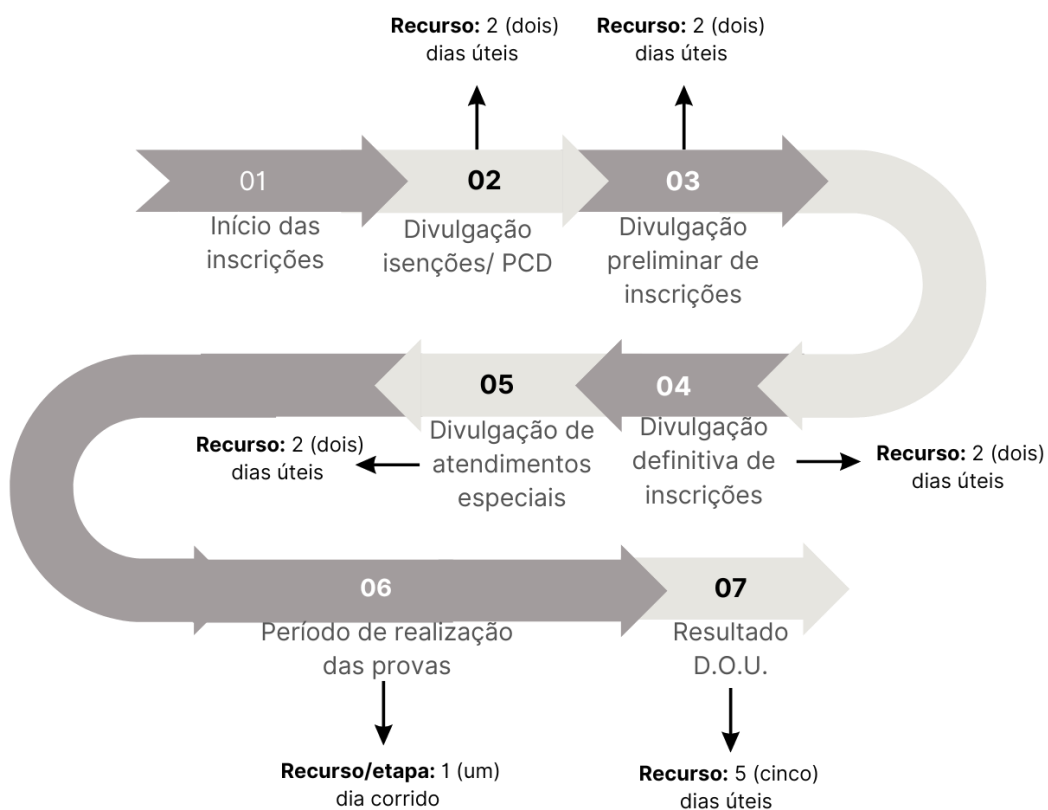 Recurso: 2 (dois)
dias úteis
Recurso: 2 (dois)
dias úteis
01
Início das
inscrições
02
Divulgação
isenções/ PCD
03
Divulgação
preliminar de
inscrições
04
Divulgação
definitiva de
inscrições
Recurso: 2 (dois)
dias úteis
05
Divulgação de
atendimentos
especiais
Recurso: 2 (dois)
dias úteis
06
Período de realização
das provas
Recurso/etapa: 1 (um)
dia corrido
07
Resultado
D.O.U.
Recurso: 5 (cinco)
dias úteis